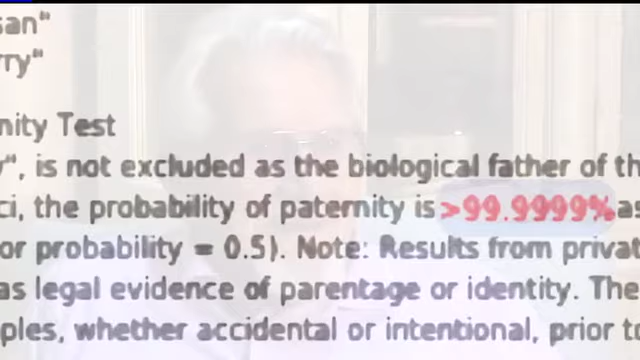 san"
rry"
nity Test
", is not excluded as the biological father of th
ci, the probability of paternity is >99.9999% as
or probability = 0.5). Note: Results from privat
as legal evidence of parentage or identity. The
ples, whether accidental or intentional, prior to